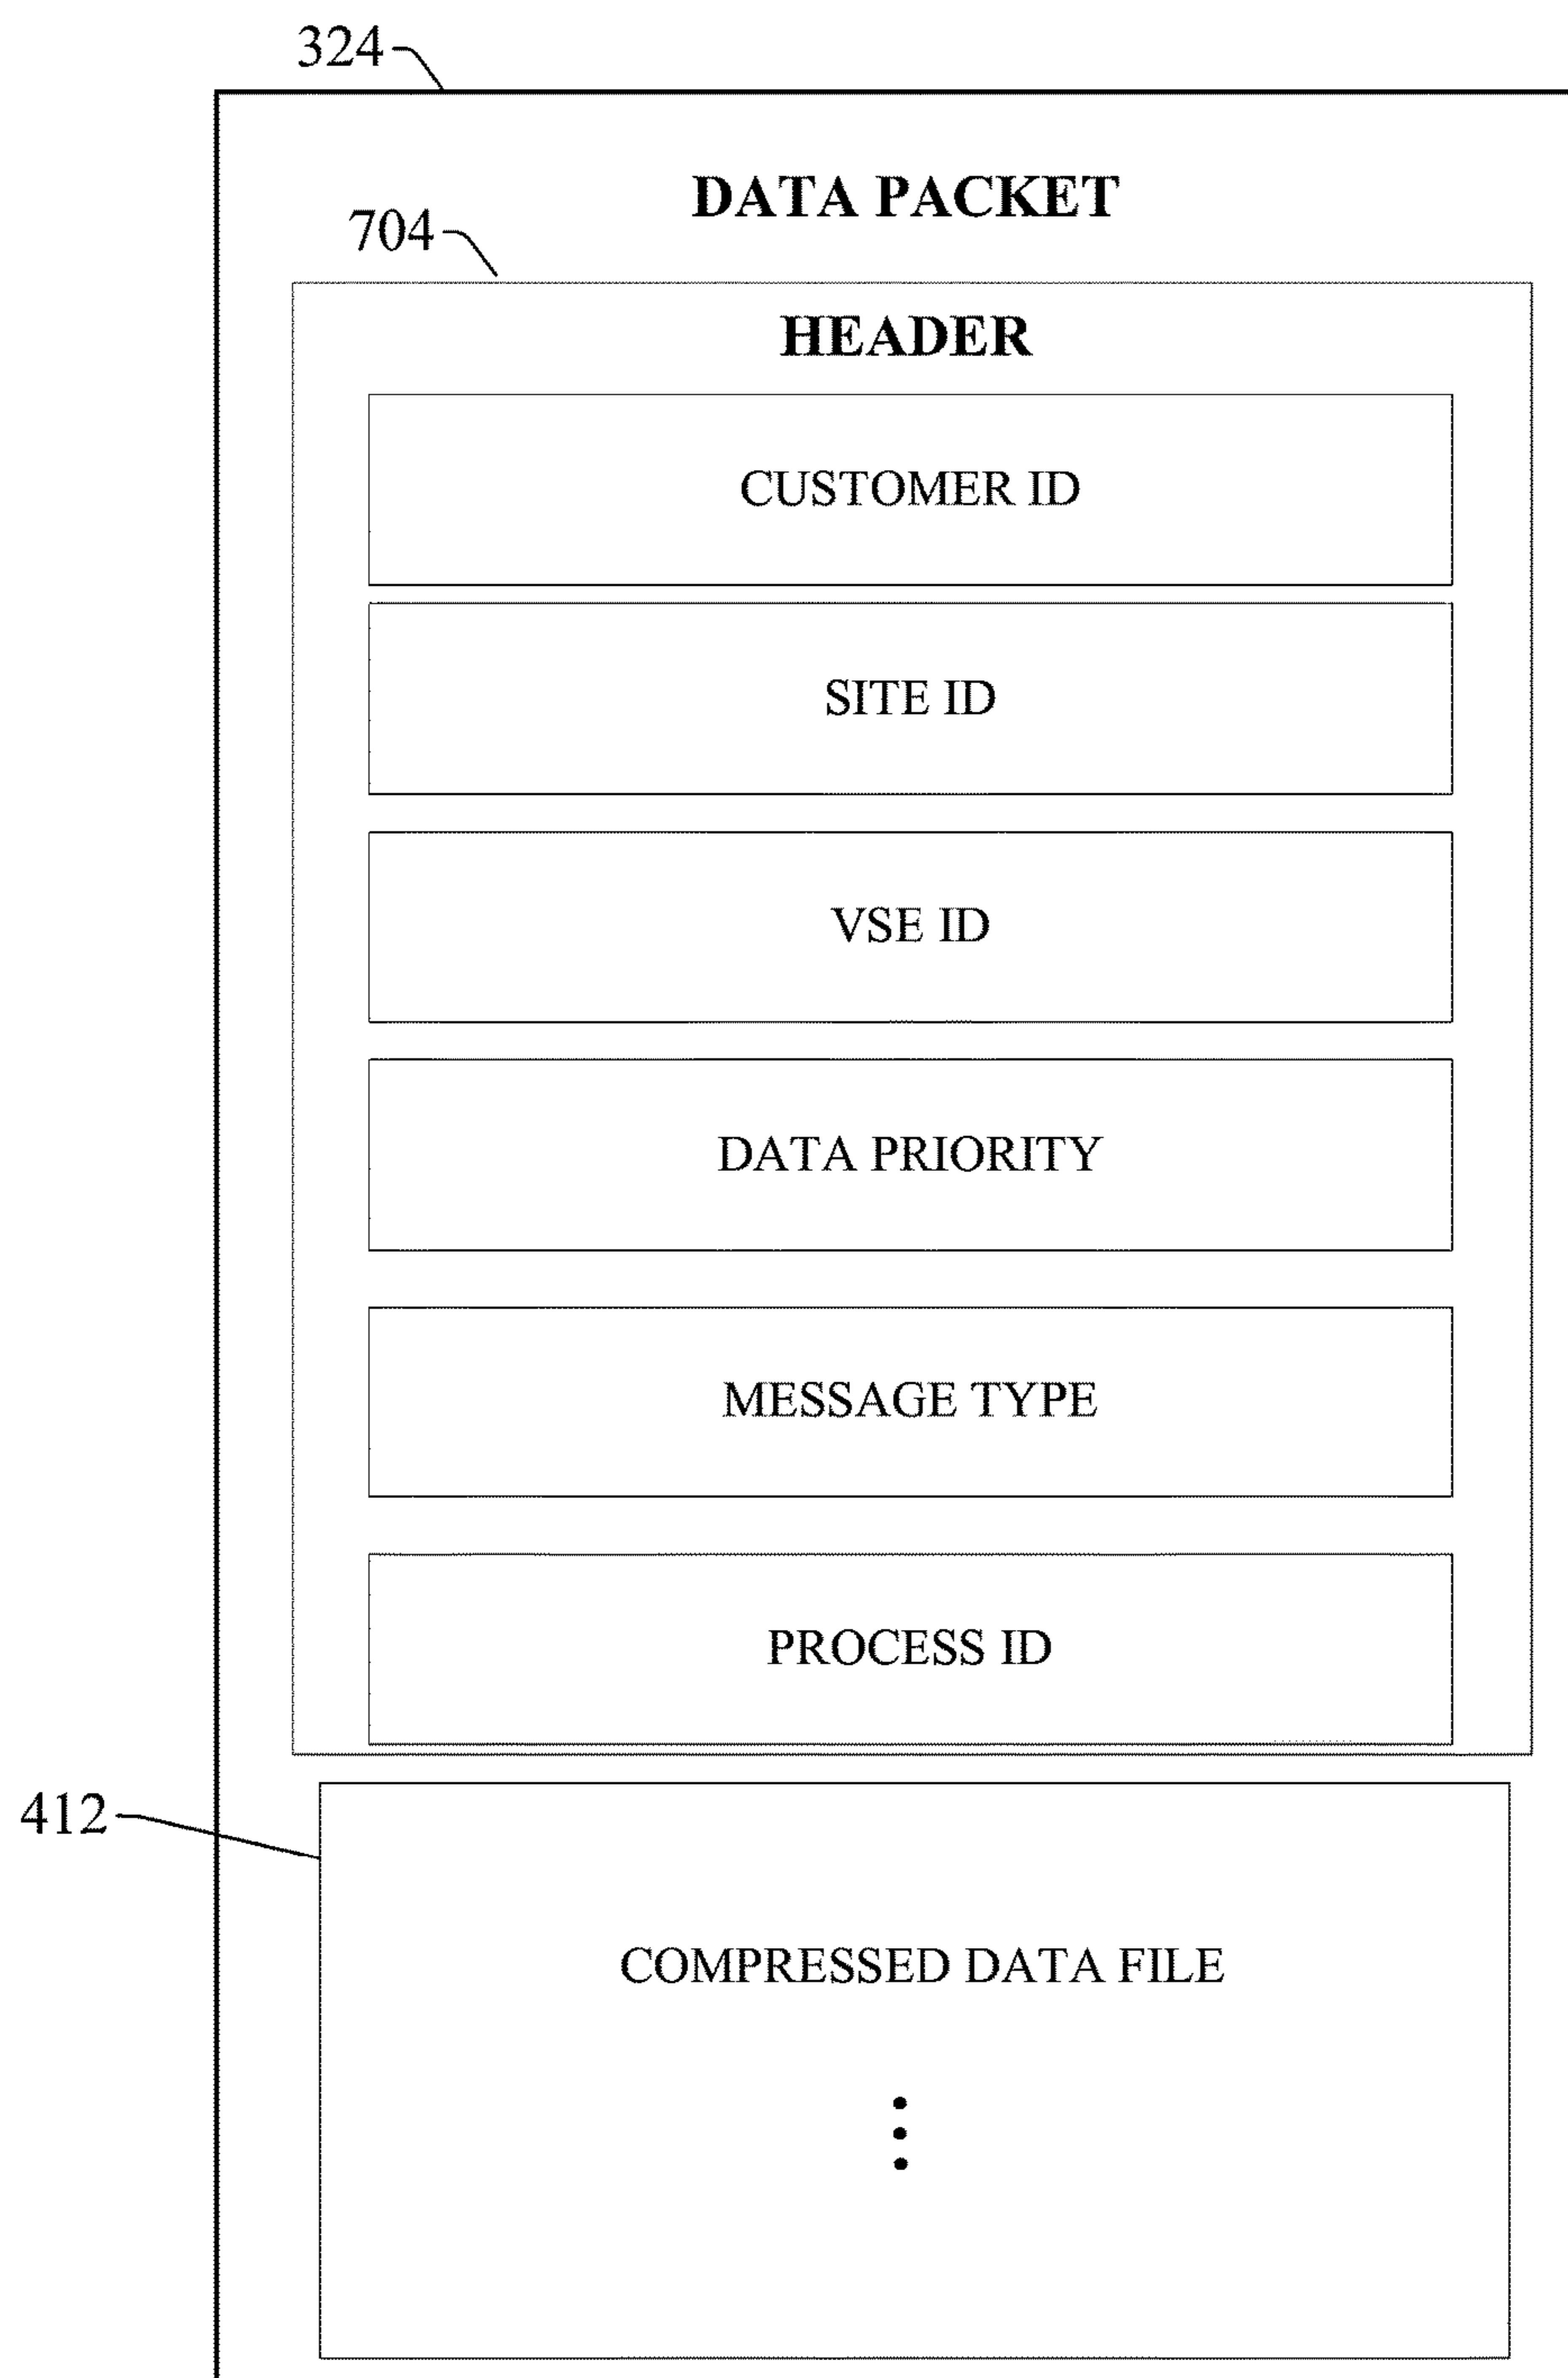 324
DATA PACKET
704
HEADER
CUSTOMER ID
SITE ID
VSE ID
DATA PRIORITY
MESSAGE TYPE
PROCESS ID
412
COMPRESSED DATA FILE